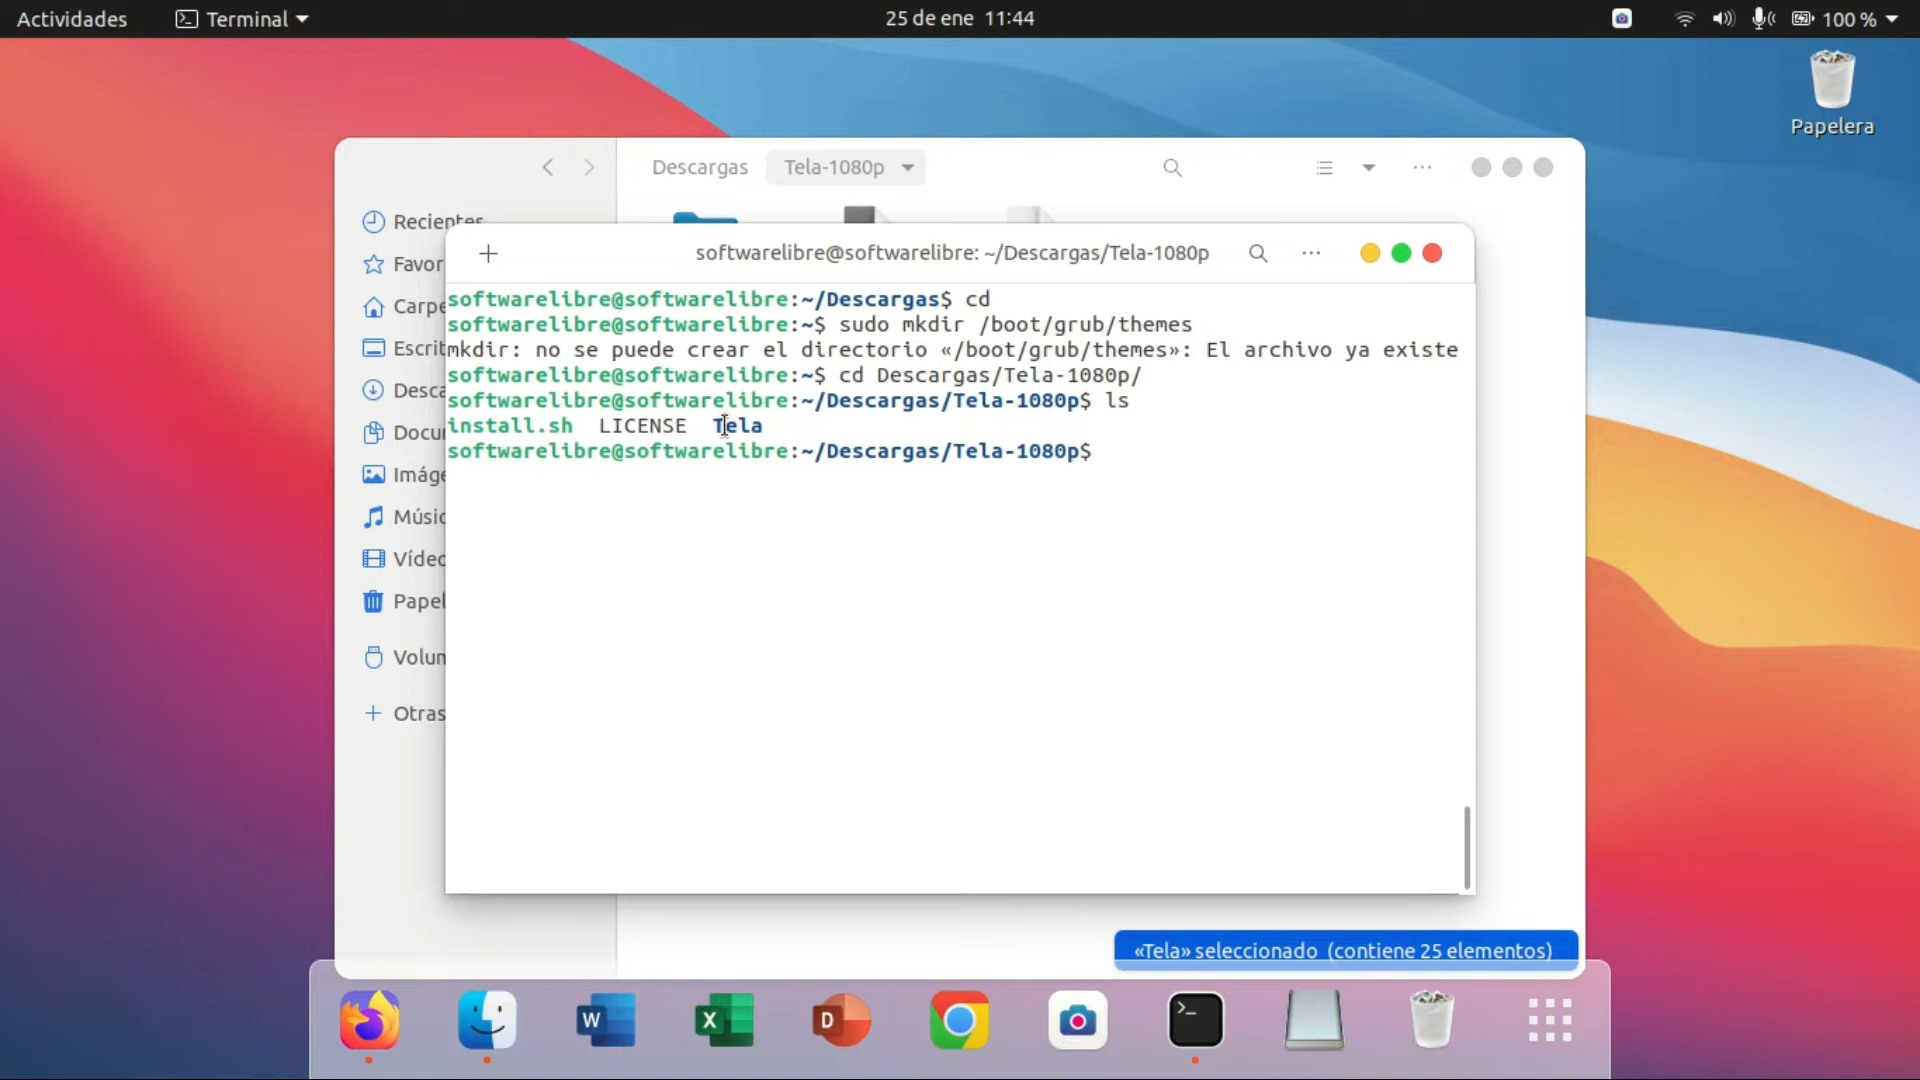 Actividades
Terminal
25 de ene 11:44
100 %
Papelera
Descargas
Tela-1080p
Recientes
Favor
Carpe
Escrit
Desca
Docu
Image
Músic
Vídeo
Papel
Volum
Otras
softwarelibre@softwarelibre: ~/Descargas/Tela-1080p
softwarelibre@softwarelibre:~/Descargas$ cd
softwarelibre@softwarelibre:~$ sudo mkdir /boot/grub/themes
mkdir: no se puede crear el directorio «/boot/grub/themes»: El archivo ya existe
softwarelibre@softwarelibre:~$ cd Descargas/Tela-1080p/
softwarelibre@softwarelibre:~/Descargas/Tela-1080p$ ls
install.sh LICENSE Tela
softwarelibre@softwarelibre:~/Descargas/Tela-1080p$
«Tela» seleccionado (contiene 25 elementos)
W
X
D
>_